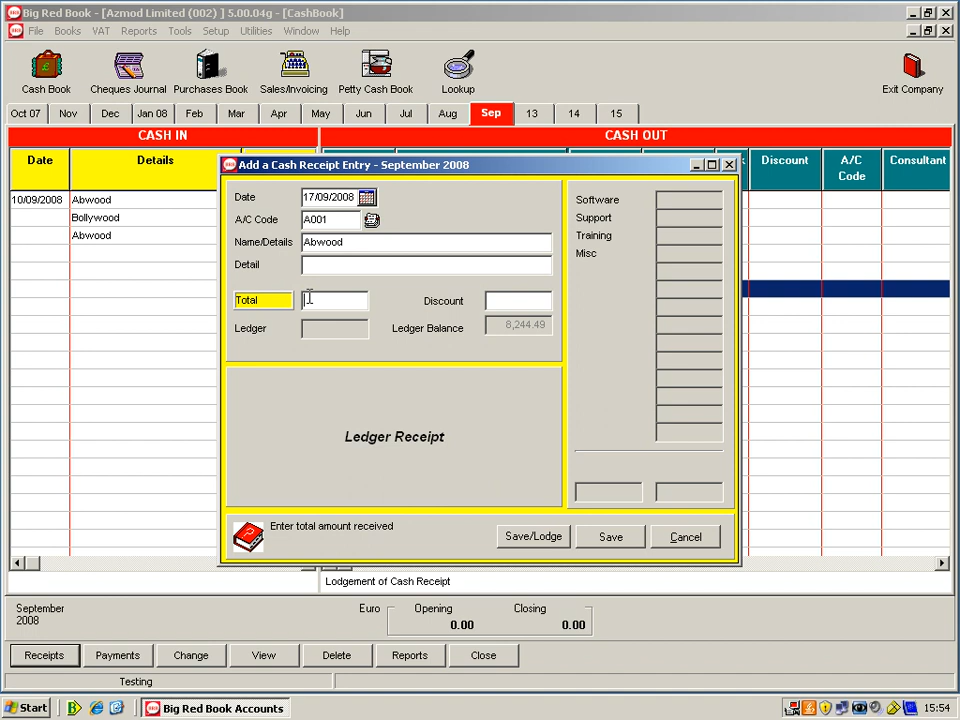 Big Red Book - [Azmod Limited (002) ] 5.00.04g - [CashBook]
File Books VAT Reports Tools Setup Utilities Window Help
Cash Book Cheques Journal Purchases Book Sales/Invoicing Petty Cash Book Lookup Exit Company
Oct 07 Nov Dec Jan 08 Feb Mar Apr May Jun Jul Aug Sep 13 14 15
CASH IN CASH OUT
Date Details Discount A/C Code Consultant
10/09/2008 Abwood
Bollywood
Abwood
Add a Cash Receipt Entry - September 2008
Date 17/09/2008
A/C Code A001
Name/Details Abwood
Detail
Total Discount
Ledger Ledger Balance 8,244.49
Software
Support
Training
Misc
Ledger Receipt
Enter total amount received
Save/Lodge Save Cancel
Lodgement of Cash Receipt
September 2008
Euro Opening Closing
0.00 0.00
Receipts Payments Change View Delete Reports Close
Testing
Start Big Red Book Accounts 15:54